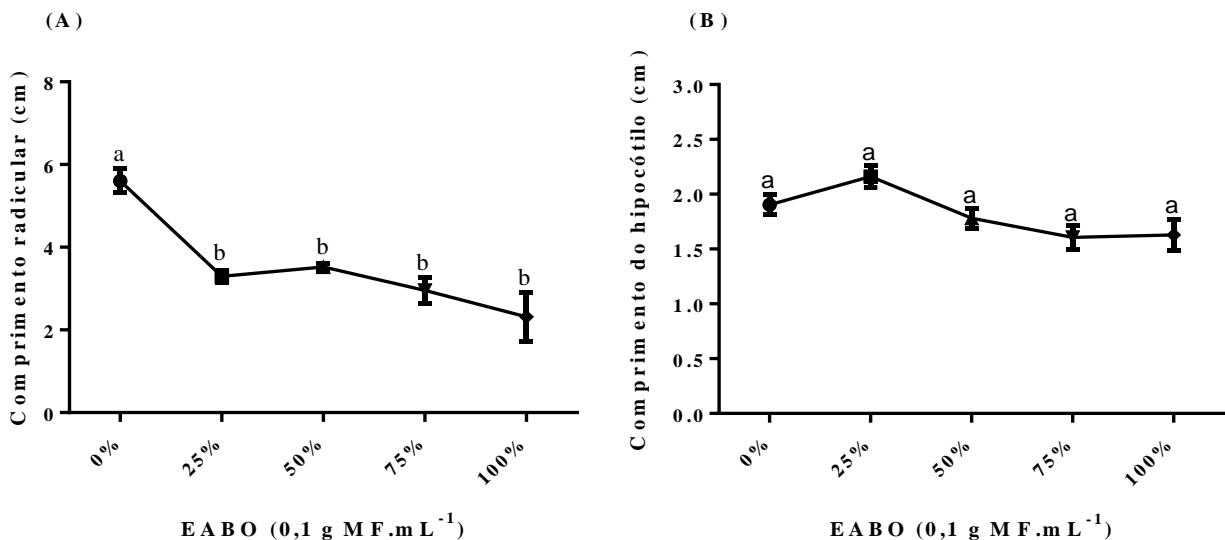 (A)
Comprimento radicular (cm)
8
6
4
2
0
a
b
b
b
b
0%
25%
50%
75%
100%
EABO (0,1 g MF.mL⁻¹)
(B)
Comprimento do hipocótilo (cm)
3.0
2.5
2.0
1.5
1.0
0.5
0.0
a
a
a
a
a
0%
25%
50%
75%
100%
EABO (0,1 g MF.mL⁻¹)